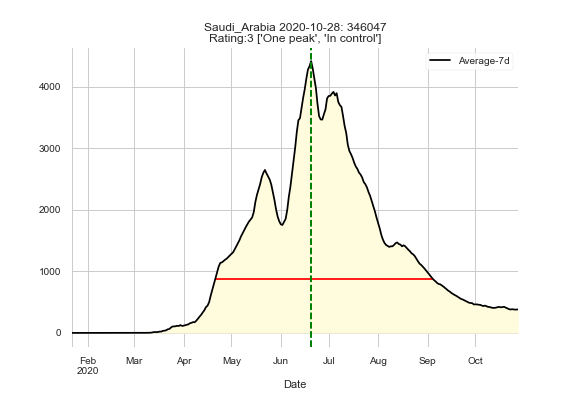 Saudi_Arabia 2020-10-28: 346047
Rating:3 ['One peak', 'In control']
Average-7d
4000
3000
2000
1000
0
Feb Mar Apr May Jun Jul Aug Sep Oct
2020
Date